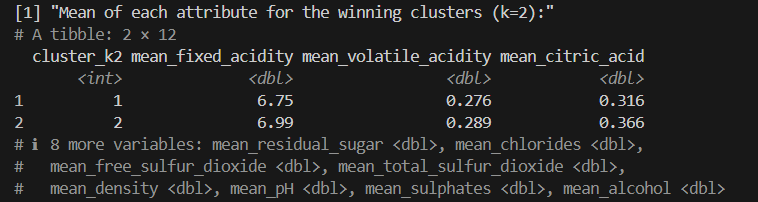 [1] "Mean of each attribute for the winning clusters (k=2):"
# A tibble: 2 × 12
  cluster_k2 mean_fixed_acidity mean_volatile_acidity mean_citric_acid
       <int>              <dbl>                 <dbl>            <dbl>
1          1               6.75                 0.276            0.316
2          2               6.99                 0.289            0.366
# ℹ 8 more variables: mean_residual_sugar <dbl>, mean_chlorides <dbl>,
#   mean_free_sulfur_dioxide <dbl>, mean_total_sulfur_dioxide <dbl>,
#   mean_density <dbl>, mean_pH <dbl>, mean_sulphates <dbl>, mean_alcohol <dbl>